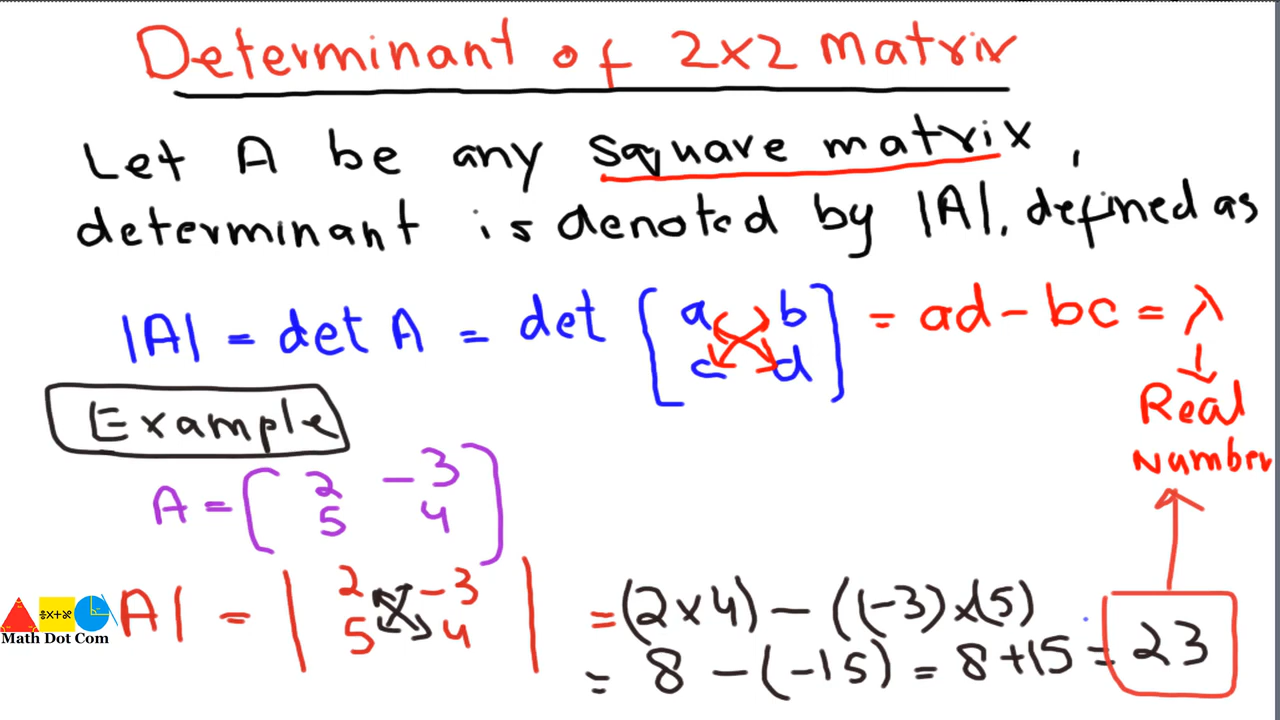 Determinant of 2x2 matrix
Let A be any square matrix,
determinant is denoted by |A|, defined as
|A| = det A = det [ a b
c d ] = ad - bc = λ
Real
Number
Example
A = [ 2 -3
5 4 ]
A| = | 2 -3
5 4 | = (2 x 4) - ((-3) x (5)
= 8 - (-15) = 8 + 15 = 23
Math Dot Com